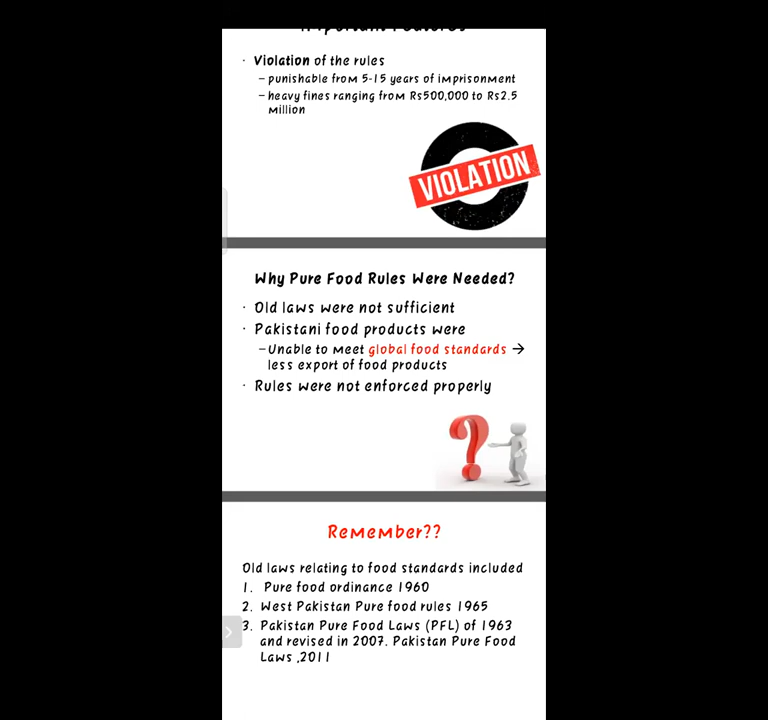 Important Features
· Violation of the rules
– punishable from 5-15 years of imprisonment
– heavy fines ranging from Rs500,000 to Rs2.5
million
VIOLATION
Why Pure Food Rules Were Needed?
· Old laws were not sufficient
· Pakistani food products were
–Unable to meet global food standards →
less export of food products
· Rules were not enforced properly
Remember??
Old laws relating to food standards included
1. Pure food ordinance 1960
2. West Pakistan Pure food rules 1965
3. Pakistan Pure Food Laws (PFL) of 1963
and revised in 2007. Pakistan Pure Food
Laws ,2011